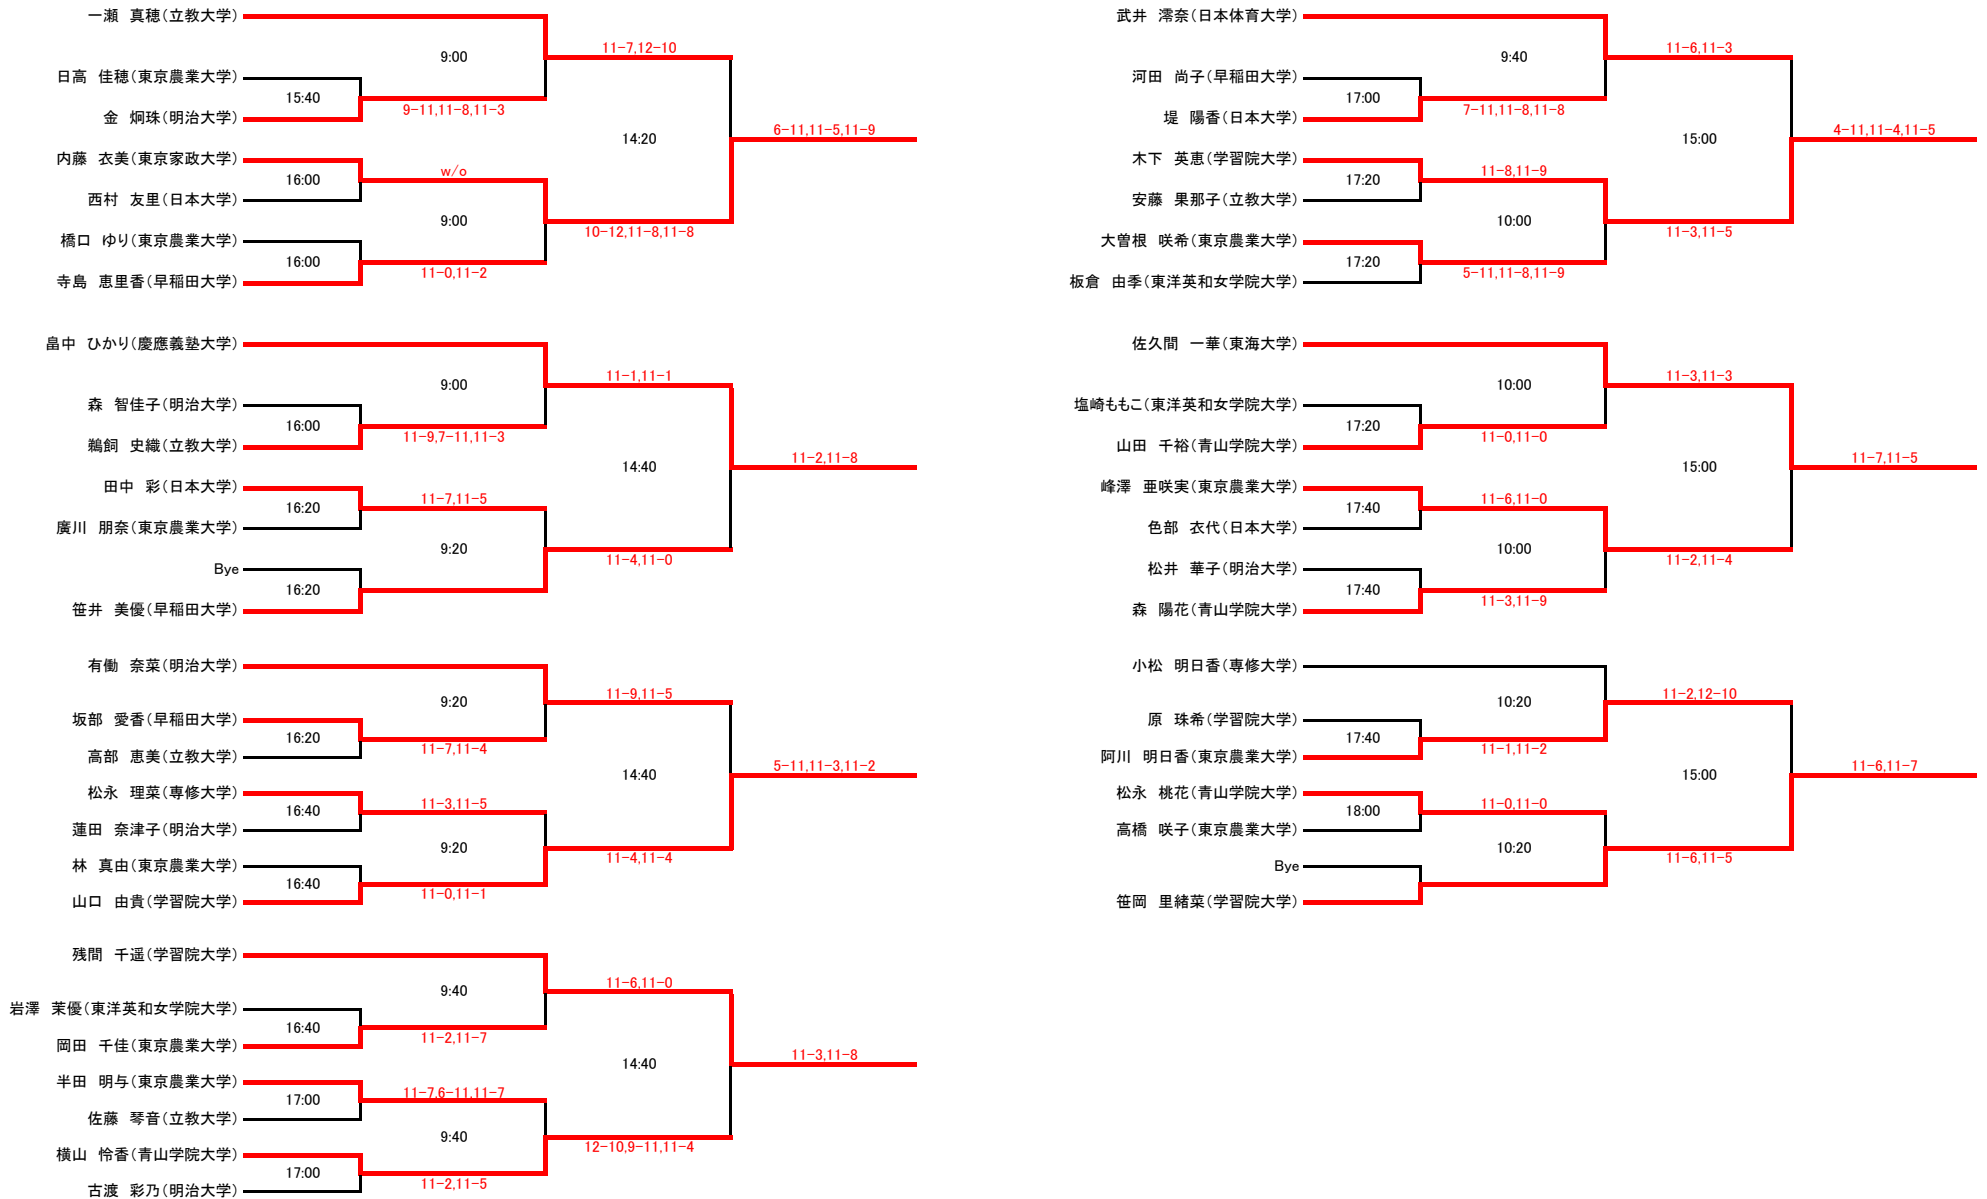 一瀬　真穂(立教大学)
9:00
11-7,12-10
日高　佳穂(東京農業大学)
15:40
9-11,11-8,11-3
金　炯珠(明治大学)
14:20
6-11,11-5,11-9
内藤　衣美(東京家政大学)
16:00
w/o
西村　友里(日本大学)
9:00
10-12,11-8,11-8
橋口　ゆり(東京農業大学)
16:00
11-0,11-2
寺島　恵里香(早稲田大学)
畠中　ひかり(慶應義塾大学)
9:00
11-1,11-1
森　智佳子(明治大学)
16:00
11-9,7-11,11-3
鵜飼　史織(立教大学)
14:40
11-2,11-8
田中　彩(日本大学)
16:20
11-7,11-5
廣川　朋奈(東京農業大学)
9:20
11-4,11-0
Bye
16:20
笹井　美優(早稲田大学)
有働　奈菜(明治大学)
9:20
11-9,11-5
坂部　愛香(早稲田大学)
16:20
11-7,11-4
高部　恵美(立教大学)
14:40
5-11,11-3,11-2
松永　理菜(専修大学)
16:40
11-3,11-5
蓮田　奈津子(明治大学)
9:20
11-4,11-4
林　真由(東京農業大学)
16:40
11-0,11-1
山口　由貴(学習院大学)
残間　千遥(学習院大学)
9:40
11-6,11-0
岩澤　茉優(東洋英和女学院大学)
16:40
11-2,11-7
岡田　千佳(東京農業大学)
14:40
11-3,11-8
半田　明与(東京農業大学)
17:00
11-7,6-11,11-7
佐藤　琴音(立教大学)
9:40
12-10,9-11,11-4
横山　怜香(青山学院大学)
17:00
11-2,11-5
古渡　彩乃(明治大学)
武井　澪奈(日本体育大学)
9:40
11-6,11-3
河田　尚子(早稲田大学)
17:00
7-11,11-8,11-8
堤　陽香(日本大学)
15:00
4-11,11-4,11-5
木下　英恵(学習院大学)
17:20
11-8,11-9
安藤　果那子(立教大学)
10:00
11-3,11-5
大曽根　咲希(東京農業大学)
17:20
5-11,11-8,11-9
板倉　由季(東洋英和女学院大学)
佐久間　一華(東海大学)
10:00
11-3,11-3
塩崎ももこ(東洋英和女学院大学)
17:20
11-0,11-0
山田　千裕(青山学院大学)
15:00
11-7,11-5
峰澤　亜咲実(東京農業大学)
17:40
11-6,11-0
色部　衣代(日本大学)
10:00
11-2,11-4
松井　華子(明治大学)
17:40
11-3,11-9
森　陽花(青山学院大学)
小松　明日香(専修大学)
10:20
11-2,12-10
原　珠希(学習院大学)
17:40
11-1,11-2
阿川　明日香(東京農業大学)
15:00
11-6,11-7
松永　桃花(青山学院大学)
18:00
11-0,11-0
高橋　咲子(東京農業大学)
10:20
11-6,11-5
Bye
笹岡　里緒菜(学習院大学)